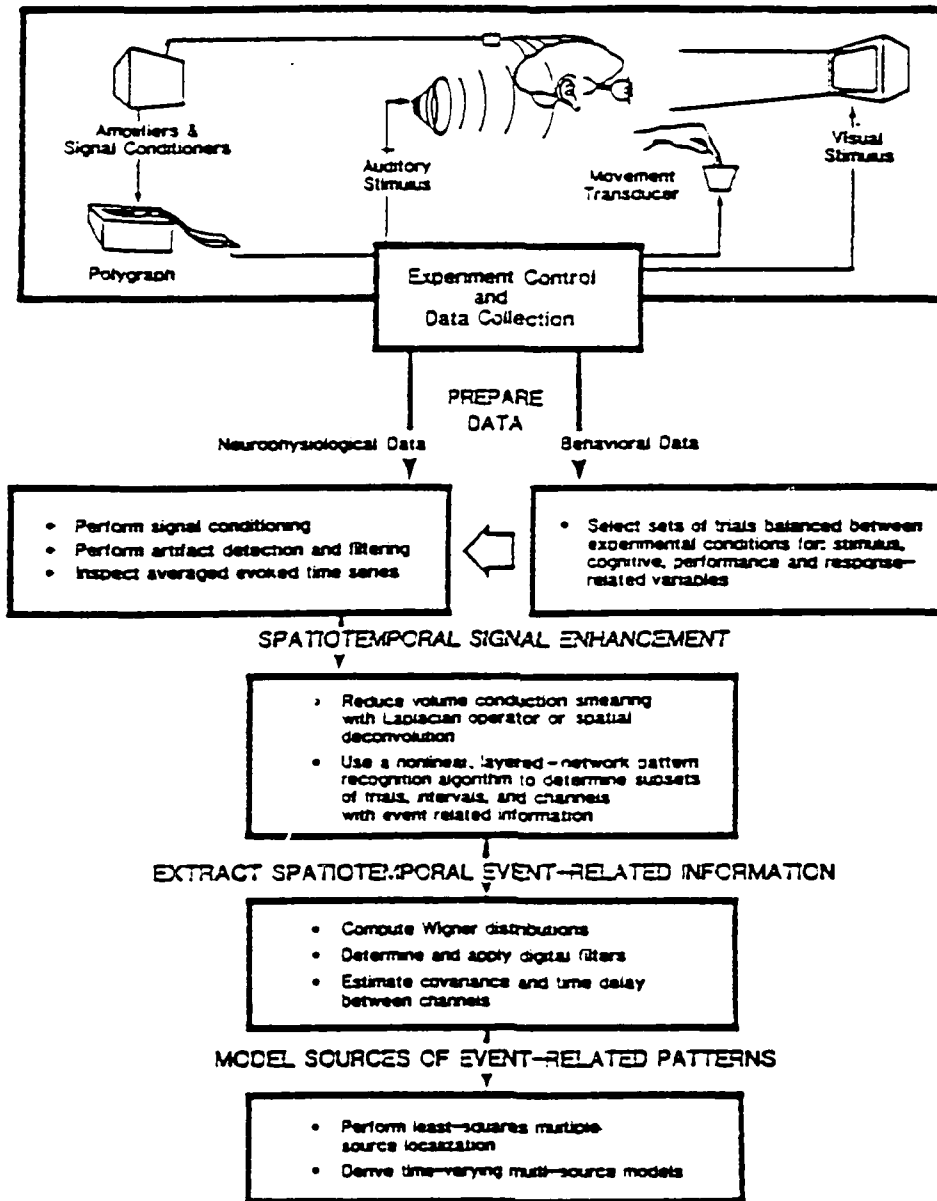 Amplifiers &
Signal Conditioners
Auditory
Stimulus
Movement
Transducer
Visual
Stimulus
Polygraph
Experiment Control
and
Data Collection
PREPARE
DATA
Neurophysiological Data
Behavioral Data
• Perform signal conditioning
• Perform artifact detection and filtering
• Inspect averaged evoked time series
• Select sets of trials balanced between
experimental conditions for: stimulus,
cognitive, performance and response-
related variables
SPATIOTEMPORAL SIGNAL ENHANCEMENT
• Reduce volume conduction smearing
with Laplacian operator or spatial
deconvolution
• Use a nonlinear, layered-network pattern
recognition algorithm to determine subsets
of trials, intervals, and channels
with event related information
EXTRACT SPATIOTEMPORAL EVENT-RELATED INFORMATION
• Compute Wigner distributions
• Determine and apply digital filters
• Estimate covariance and time delay
between channels
MODEL SOURCES OF EVENT-RELATED PATTERNS
• Perform least-squares multiple
source localization
• Derive time-varying multi-source models